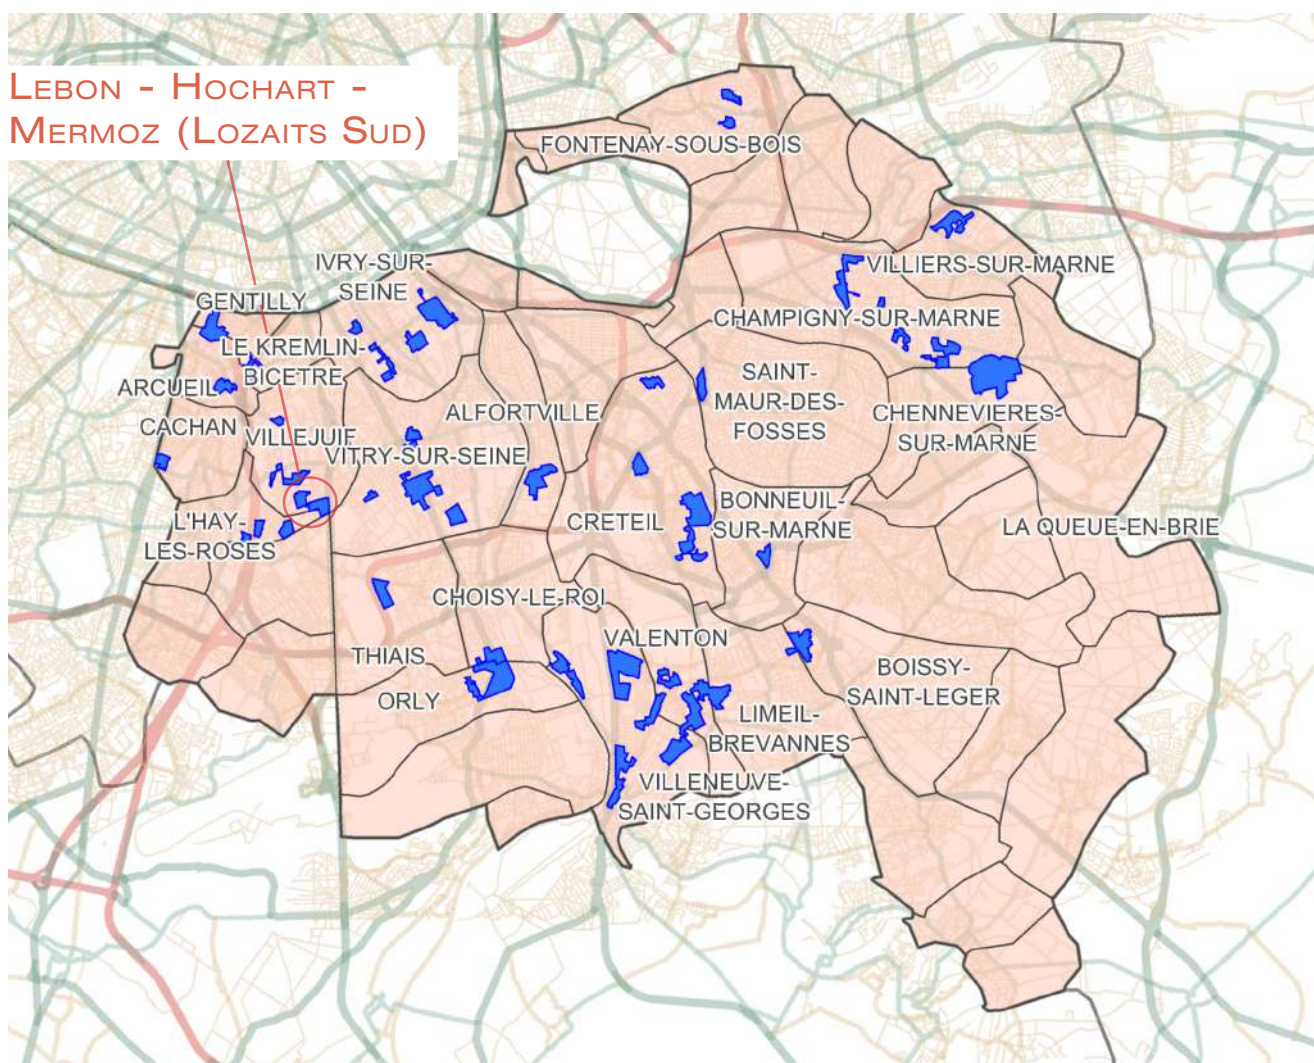 Lebon - Hochart -
Mermoz (Lozaits Sud)
FONTENAY-SOUS-BOIS
IVRY-SUR-
SEINE
VILLIERS-SUR-MARNE
GENTILLY
CHAMPIGNY-SUR-MARNE
LE KREMLIN-
BICETRE
ARCUEIL
SAINT-
MAUR-DES-
FOSSES
ALFORTVILLE
CHENNEVIERES-
SUR-MARNE
CACHAN
VILLEJUIF
VITRY-SUR-SEINE
L'HAY-
LES-ROSES
CRETEIL
BONNEUIL-
SUR-MARNE
LA QUEUE-EN-BRIE
CHOISY-LE-ROI
VALENTON
THIAIS
BOISSY-
SAINT-LEGER
ORLY
LIMEIL-
BREVANNES
VILLENEUVE-
SAINT-GEORGES